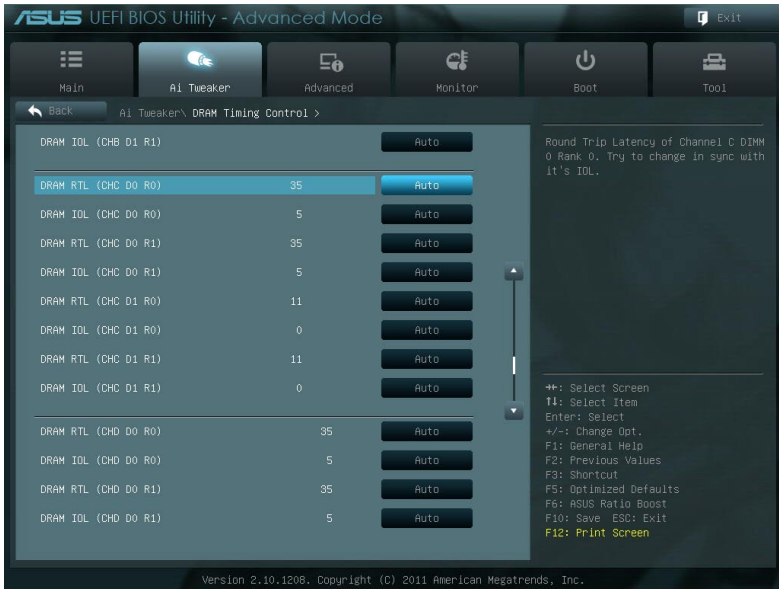 ASUS UEFI BIOS Utility - Advanced Mode
Exit
Main
Ai Tweaker
Advanced
Monitor
Boot
Tool
Back Ai Tweaker\ DRAM Timing Control >
DRAM IOL (CHB D1 R1) Auto
DRAM RTL (CHC D0 R0) 35 Auto
DRAM IOL (CHC D0 R0) 5 Auto
DRAM RTL (CHC D0 R1) 35 Auto
DRAM IOL (CHC D0 R1) 5 Auto
DRAM RTL (CHC D1 R0) 11 Auto
DRAM IOL (CHC D1 R0) 0 Auto
DRAM RTL (CHC D1 R1) 11 Auto
DRAM IOL (CHC D1 R1) 0 Auto
DRAM RTL (CHD D0 R0) 35 Auto
DRAM IOL (CHD D0 R0) 5 Auto
DRAM RTL (CHD D0 R1) 35 Auto
DRAM IOL (CHD D0 R1) 5 Auto
Round Trip Latency of Channel C DIMM
0 Rank 0. Try to change in sync with
it's IOL.
→←: Select Screen
↑↓: Select Item
Enter: Select
+/-: Change Opt.
F1: General Help
F2: Previous Values
F3: Shortcut
F5: Optimized Defaults
F6: ASUS Ratio Boost
F10: Save ESC: Exit
F12: Print Screen
Version 2.10.1208. Copyright (C) 2011 American Megatrends, Inc.